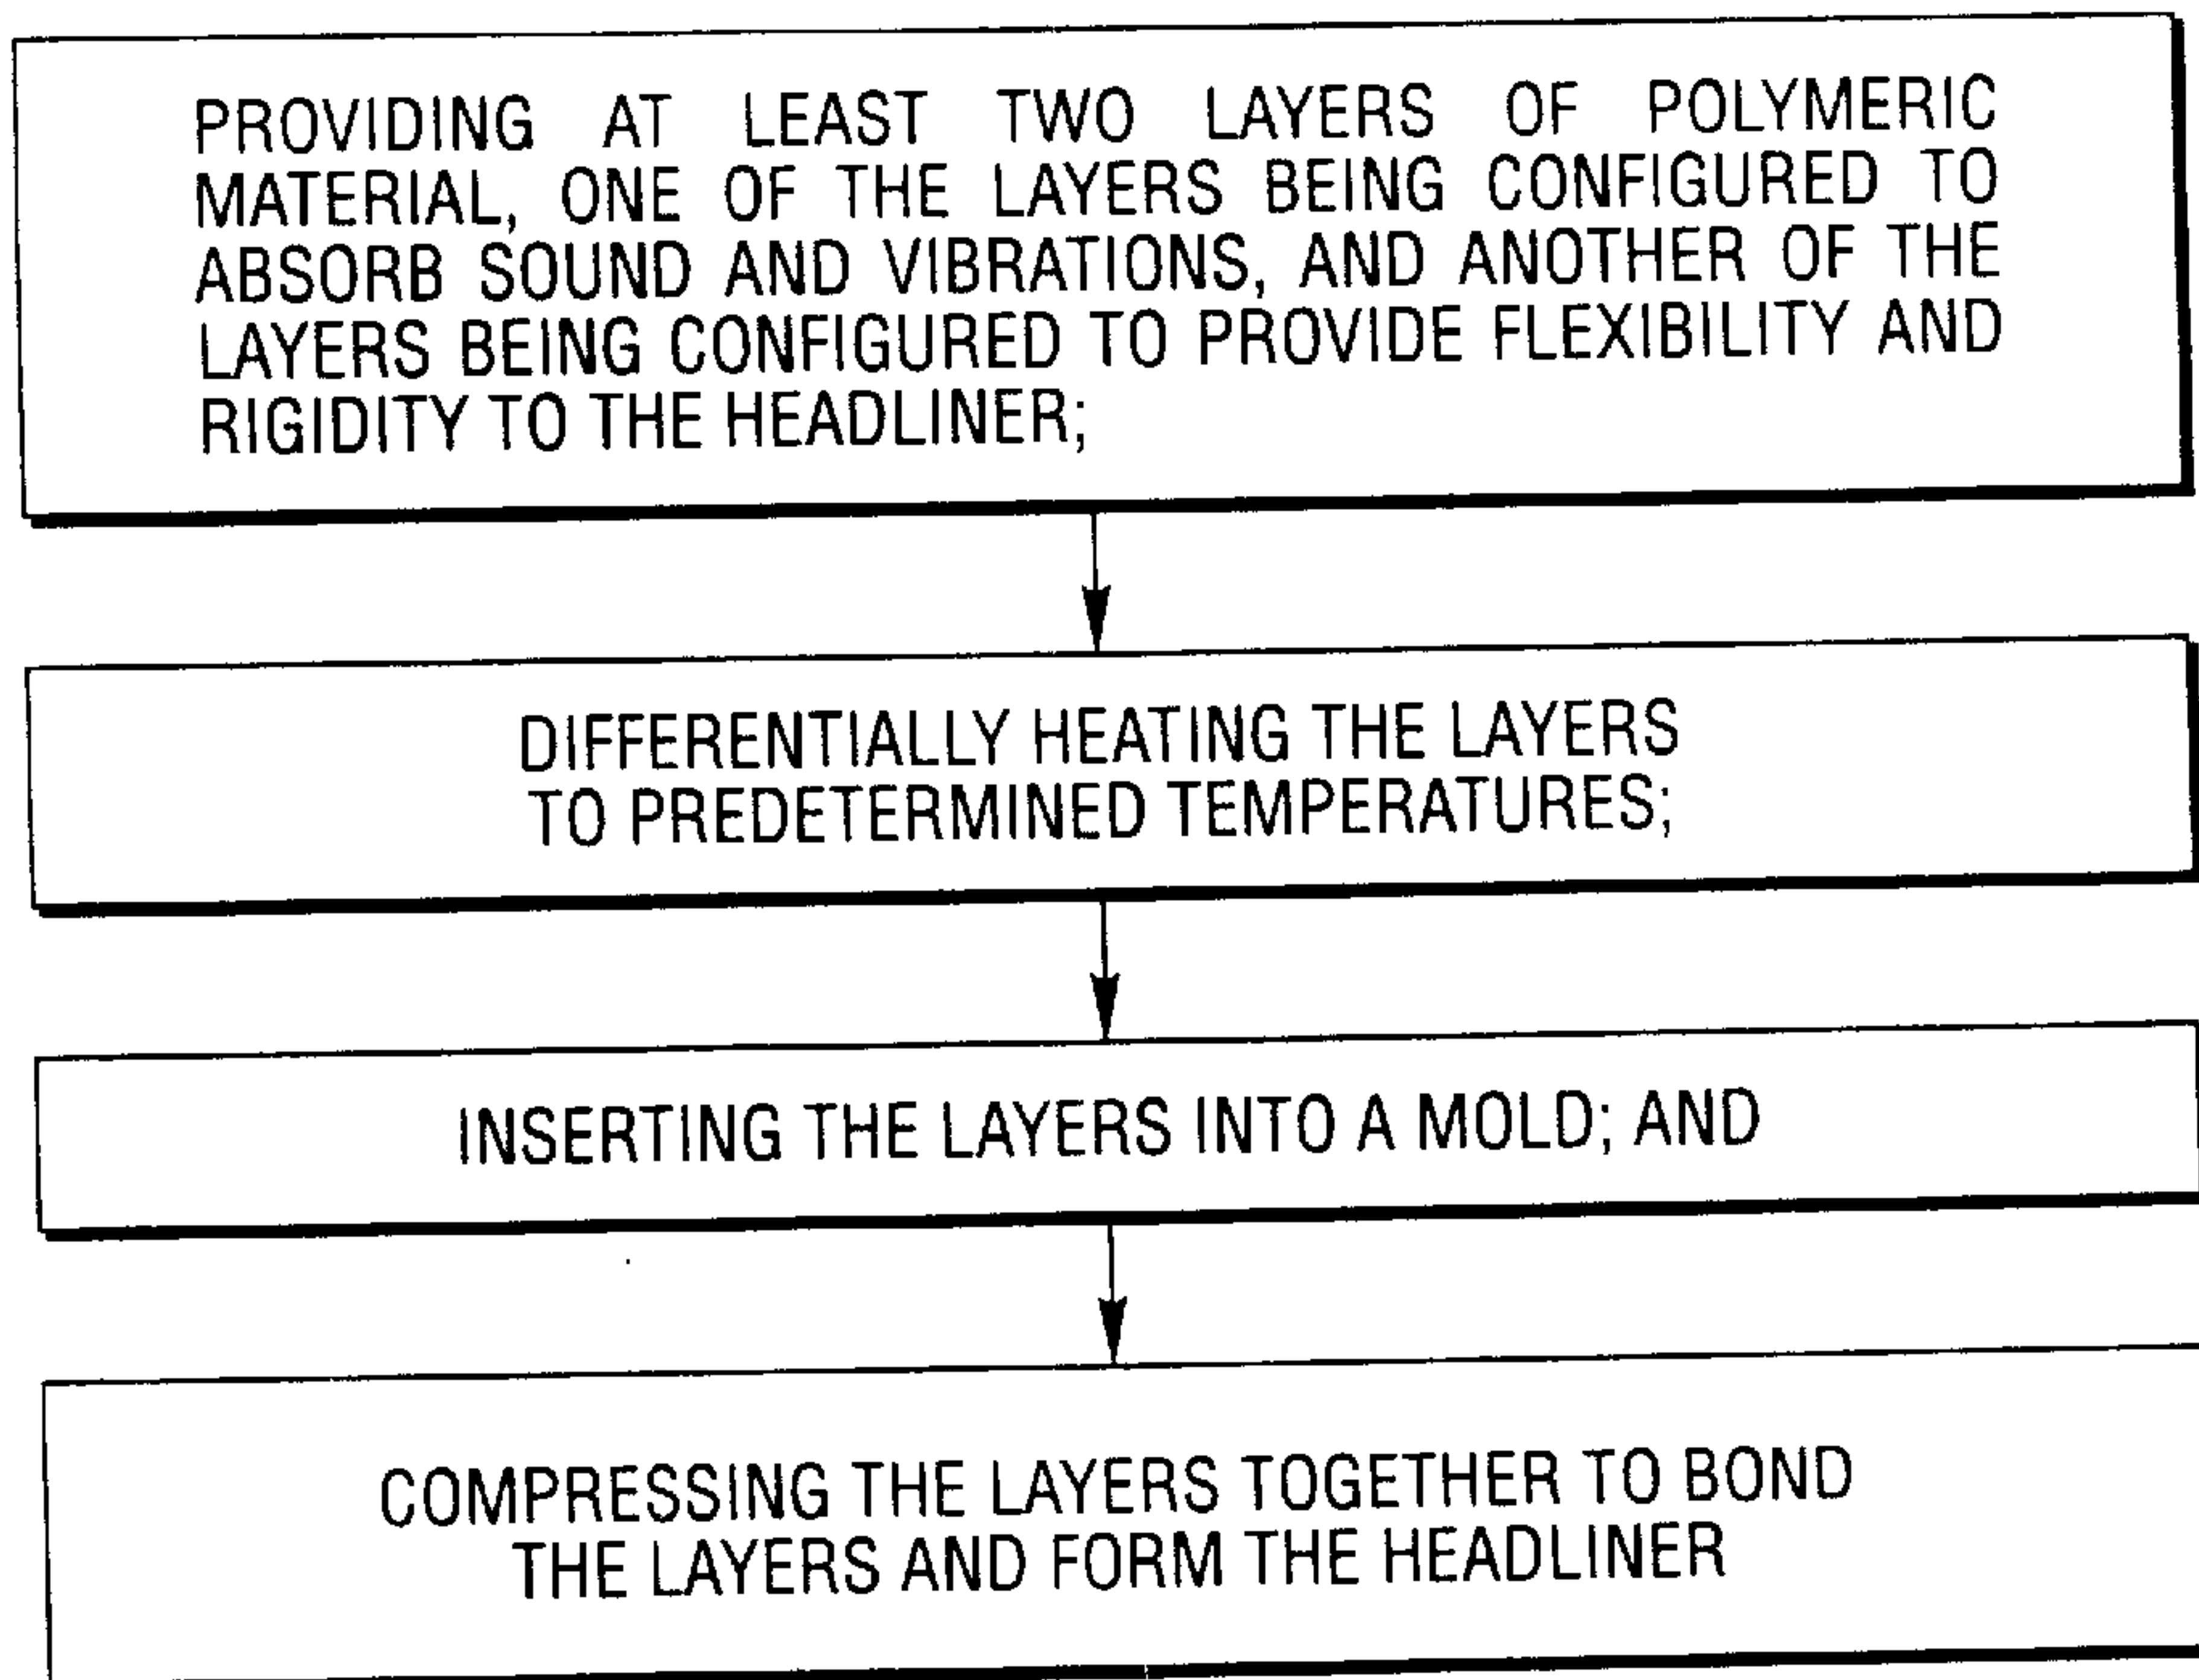 PROVIDING AT LEAST TWO LAYERS OF POLYMERIC
MATERIAL, ONE OF THE LAYERS BEING CONFIGURED TO
ABSORB SOUND AND VIBRATIONS, AND ANOTHER OF THE
LAYERS BEING CONFIGURED TO PROVIDE FLEXIBILITY AND
RIGIDITY TO THE HEADLINER;
DIFFERENTIALLY HEATING THE LAYERS
TO PREDETERMINED TEMPERATURES;
INSERTING THE LAYERS INTO A MOLD; AND
COMPRESSING THE LAYERS TOGETHER TO BOND
THE LAYERS AND FORM THE HEADLINER